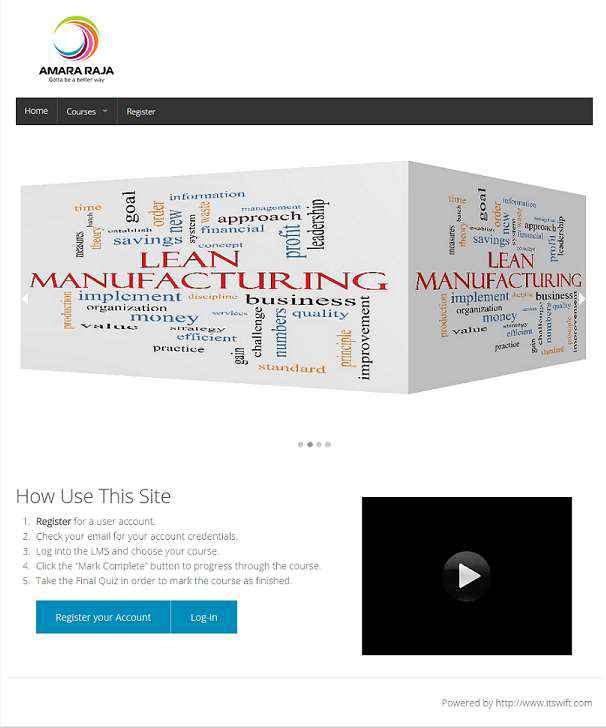 AMARA RAJA
Gotta be a better way
Home Courses Register
time goal information
batch order new system waste management
measures theory establish approach leadership
savings financial profit
concept
LEAN
MANUFACTURING
production implement discipline business
organization services challenge numbers quality
value money
strategy
efficient
practice gain principle improvement
standard
time goal information
batch order new system waste
measures theory establish approach leadership
savings financial profit
concept
LEAN
MANUFACTURING
production implement discipline business
organization services challenge numbers quality
value money
strategy
efficient
practice gain principle improvement
standard
How Use This Site
1. Register for a user account.
2. Check your email for your account credentials.
3. Log into the LMS and choose your course.
4. Click the “Mark Complete” button to progress through the course.
5. Take the Final Quiz in order to mark the course as finished.
Register your Account Log-in
Powered by http://www.itswift.com